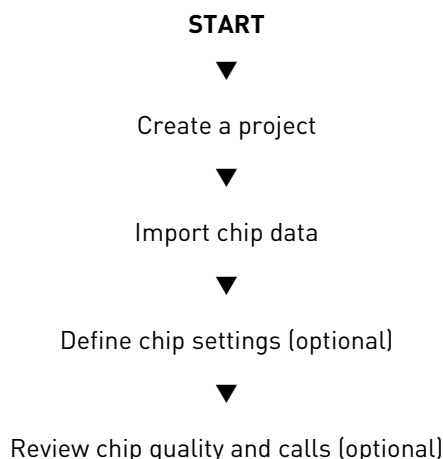 START
▼
Create a project
▼
Import chip data
▼
Define chip settings (optional)
▼
Review chip quality and calls (optional)